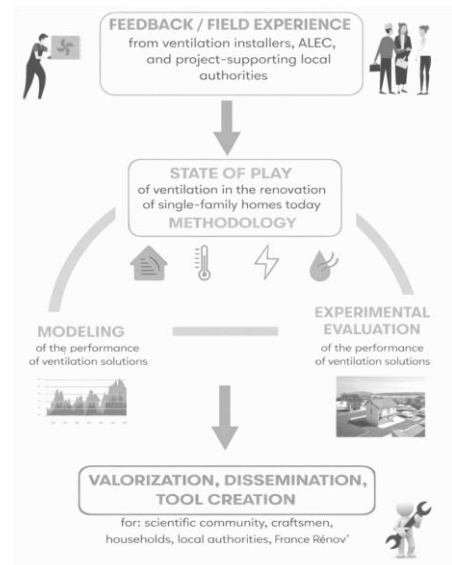 FEEDBACK / FIELD EXPERIENCE
from ventilation installers, ALEC,
and project-supporting local
authorities
STATE OF PLAY
of ventilation in the renovation
of single-family homes today
METHODOLOGY
MODELING
of the performance
of ventilation solutions
EXPERIMENTAL
EVALUATION
of the performance
of ventilation solutions
VALORIZATION, DISSEMINATION,
TOOL CREATION
for: scientific community, craftsmen,
households, local authorities, France Rénov'